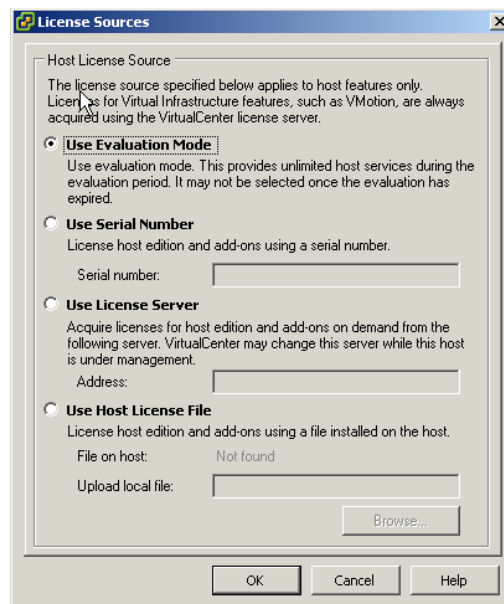 License Sources
Host License Source
The license source specified below applies to host features only.
Licenses for Virtual Infrastructure features, such as VMotion, are always
acquired using the VirtualCenter license server.
Use Evaluation Mode
Use evaluation mode. This provides unlimited host services during the
evaluation period. It may not be selected once the evaluation has
expired.
Use Serial Number
License host edition and add-ons using a serial number.
Serial number:
Use License Server
Acquire licenses for host edition and add-ons on demand from the
following server. VirtualCenter may change this server while this host
is under management.
Address:
Use Host License File
License host edition and add-ons using a file installed on the host.
File on host: Not found
Upload local file:
Browse...
OK Cancel Help